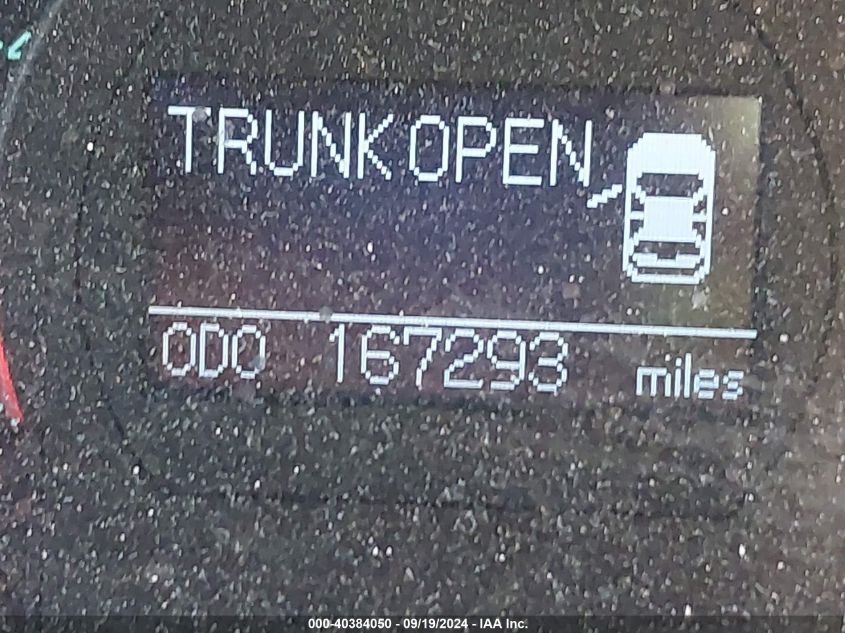 TRUNK OPEN
ODO 167293 miles
000-40384050 - 09/19/2024 - IAA Inc.